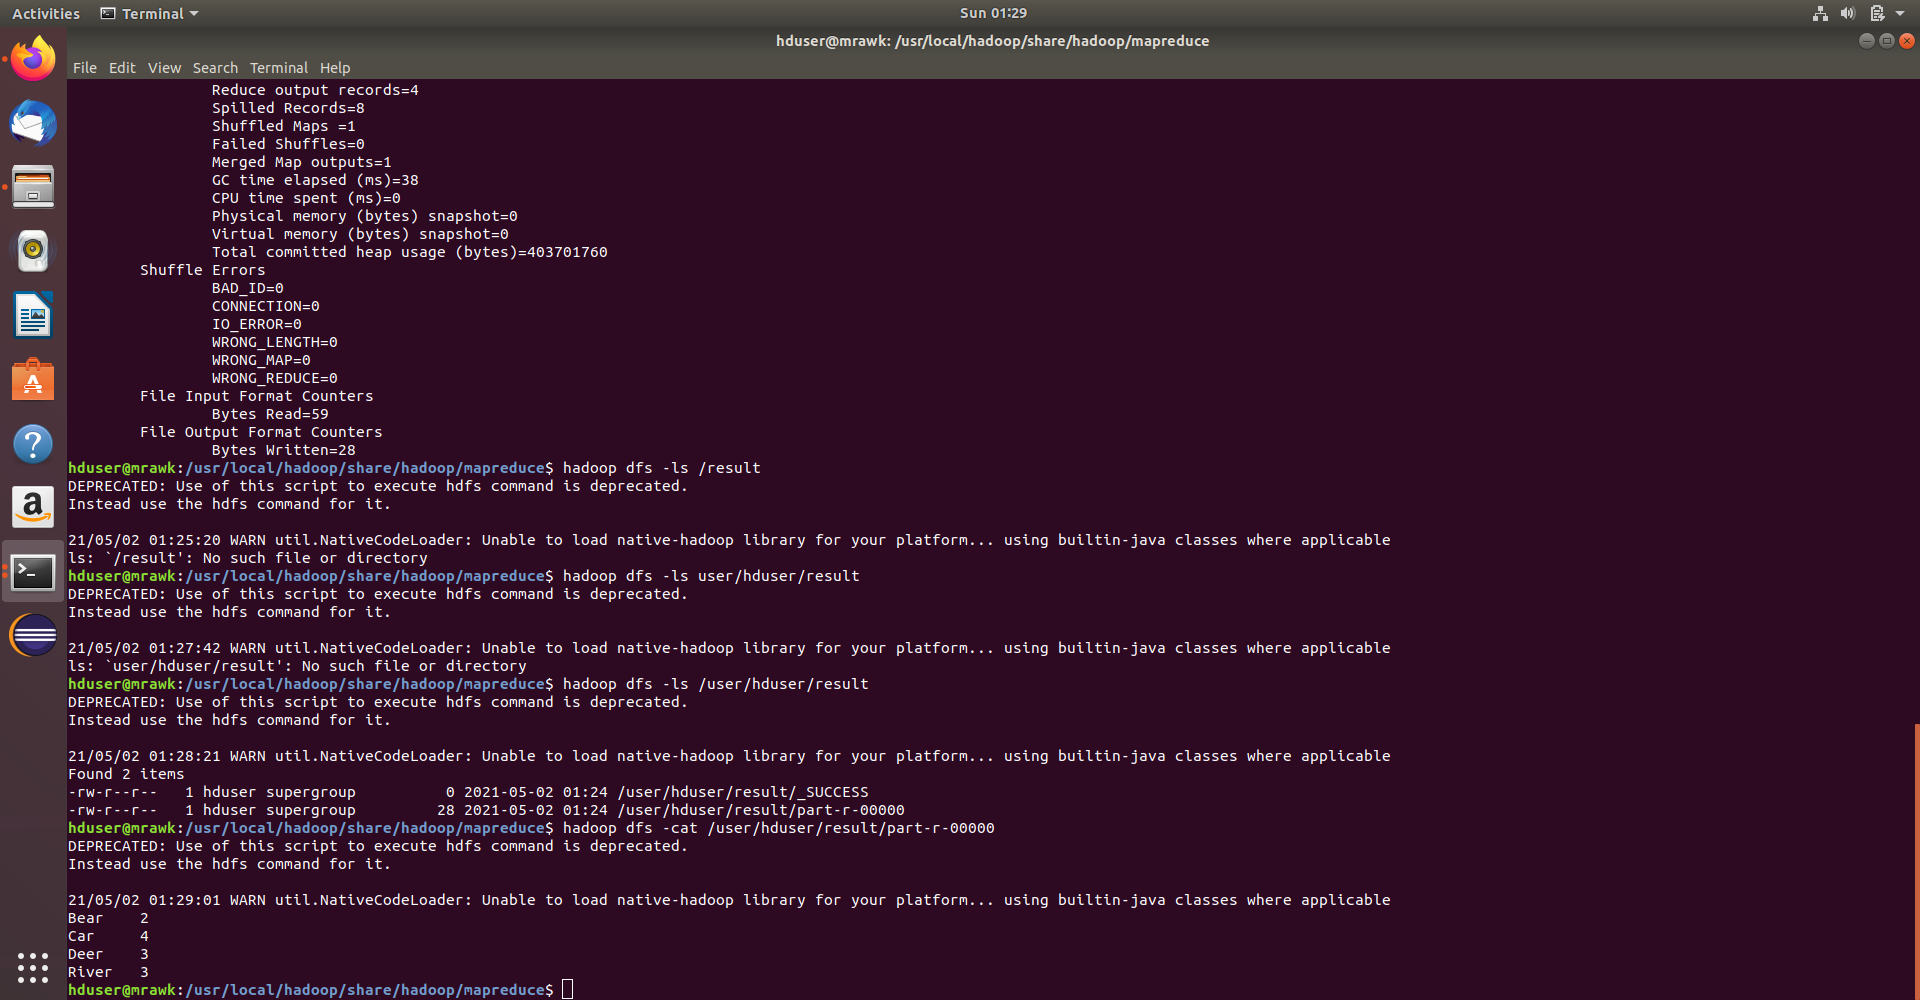 Activities Terminal Sun 01:29
hduser@mrawk: /usr/local/hadoop/share/hadoop/mapreduce
File Edit View Search Terminal Help
Reduce output records=4
Spilled Records=8
Shuffled Maps =1
Failed Shuffles=0
Merged Map outputs=1
GC time elapsed (ms)=38
CPU time spent (ms)=0
Physical memory (bytes) snapshot=0
Virtual memory (bytes) snapshot=0
Total committed heap usage (bytes)=403701760
Shuffle Errors
BAD_ID=0
CONNECTION=0
IO_ERROR=0
WRONG_LENGTH=0
WRONG_MAP=0
WRONG_REDUCE=0
File Input Format Counters
Bytes Read=59
File Output Format Counters
Bytes Written=28
hduser@mrawk:/usr/local/hadoop/share/hadoop/mapreduce$ hadoop dfs -ls /result
DEPRECATED: Use of this script to execute hdfs command is deprecated.
Instead use the hdfs command for it.
21/05/02 01:25:20 WARN util.NativeCodeLoader: Unable to load native-hadoop library for your platform... using builtin-java classes where applicable
ls: `/result': No such file or directory
hduser@mrawk:/usr/local/hadoop/share/hadoop/mapreduce$ hadoop dfs -ls user/hduser/result
DEPRECATED: Use of this script to execute hdfs command is deprecated.
Instead use the hdfs command for it.
21/05/02 01:27:42 WARN util.NativeCodeLoader: Unable to load native-hadoop library for your platform... using builtin-java classes where applicable
ls: `user/hduser/result': No such file or directory
hduser@mrawk:/usr/local/hadoop/share/hadoop/mapreduce$ hadoop dfs -ls /user/hduser/result
DEPRECATED: Use of this script to execute hdfs command is deprecated.
Instead use the hdfs command for it.
21/05/02 01:28:21 WARN util.NativeCodeLoader: Unable to load native-hadoop library for your platform... using builtin-java classes where applicable
Found 2 items
-rw-r--r--   1 hduser supergroup          0 2021-05-02 01:24 /user/hduser/result/_SUCCESS
-rw-r--r--   1 hduser supergroup         28 2021-05-02 01:24 /user/hduser/result/part-r-00000
hduser@mrawk:/usr/local/hadoop/share/hadoop/mapreduce$ hadoop dfs -cat /user/hduser/result/part-r-00000
DEPRECATED: Use of this script to execute hdfs command is deprecated.
Instead use the hdfs command for it.
21/05/02 01:29:01 WARN util.NativeCodeLoader: Unable to load native-hadoop library for your platform... using builtin-java classes where applicable
Bear    2
Car     4
Deer    3
River   3
hduser@mrawk:/usr/local/hadoop/share/hadoop/mapreduce$